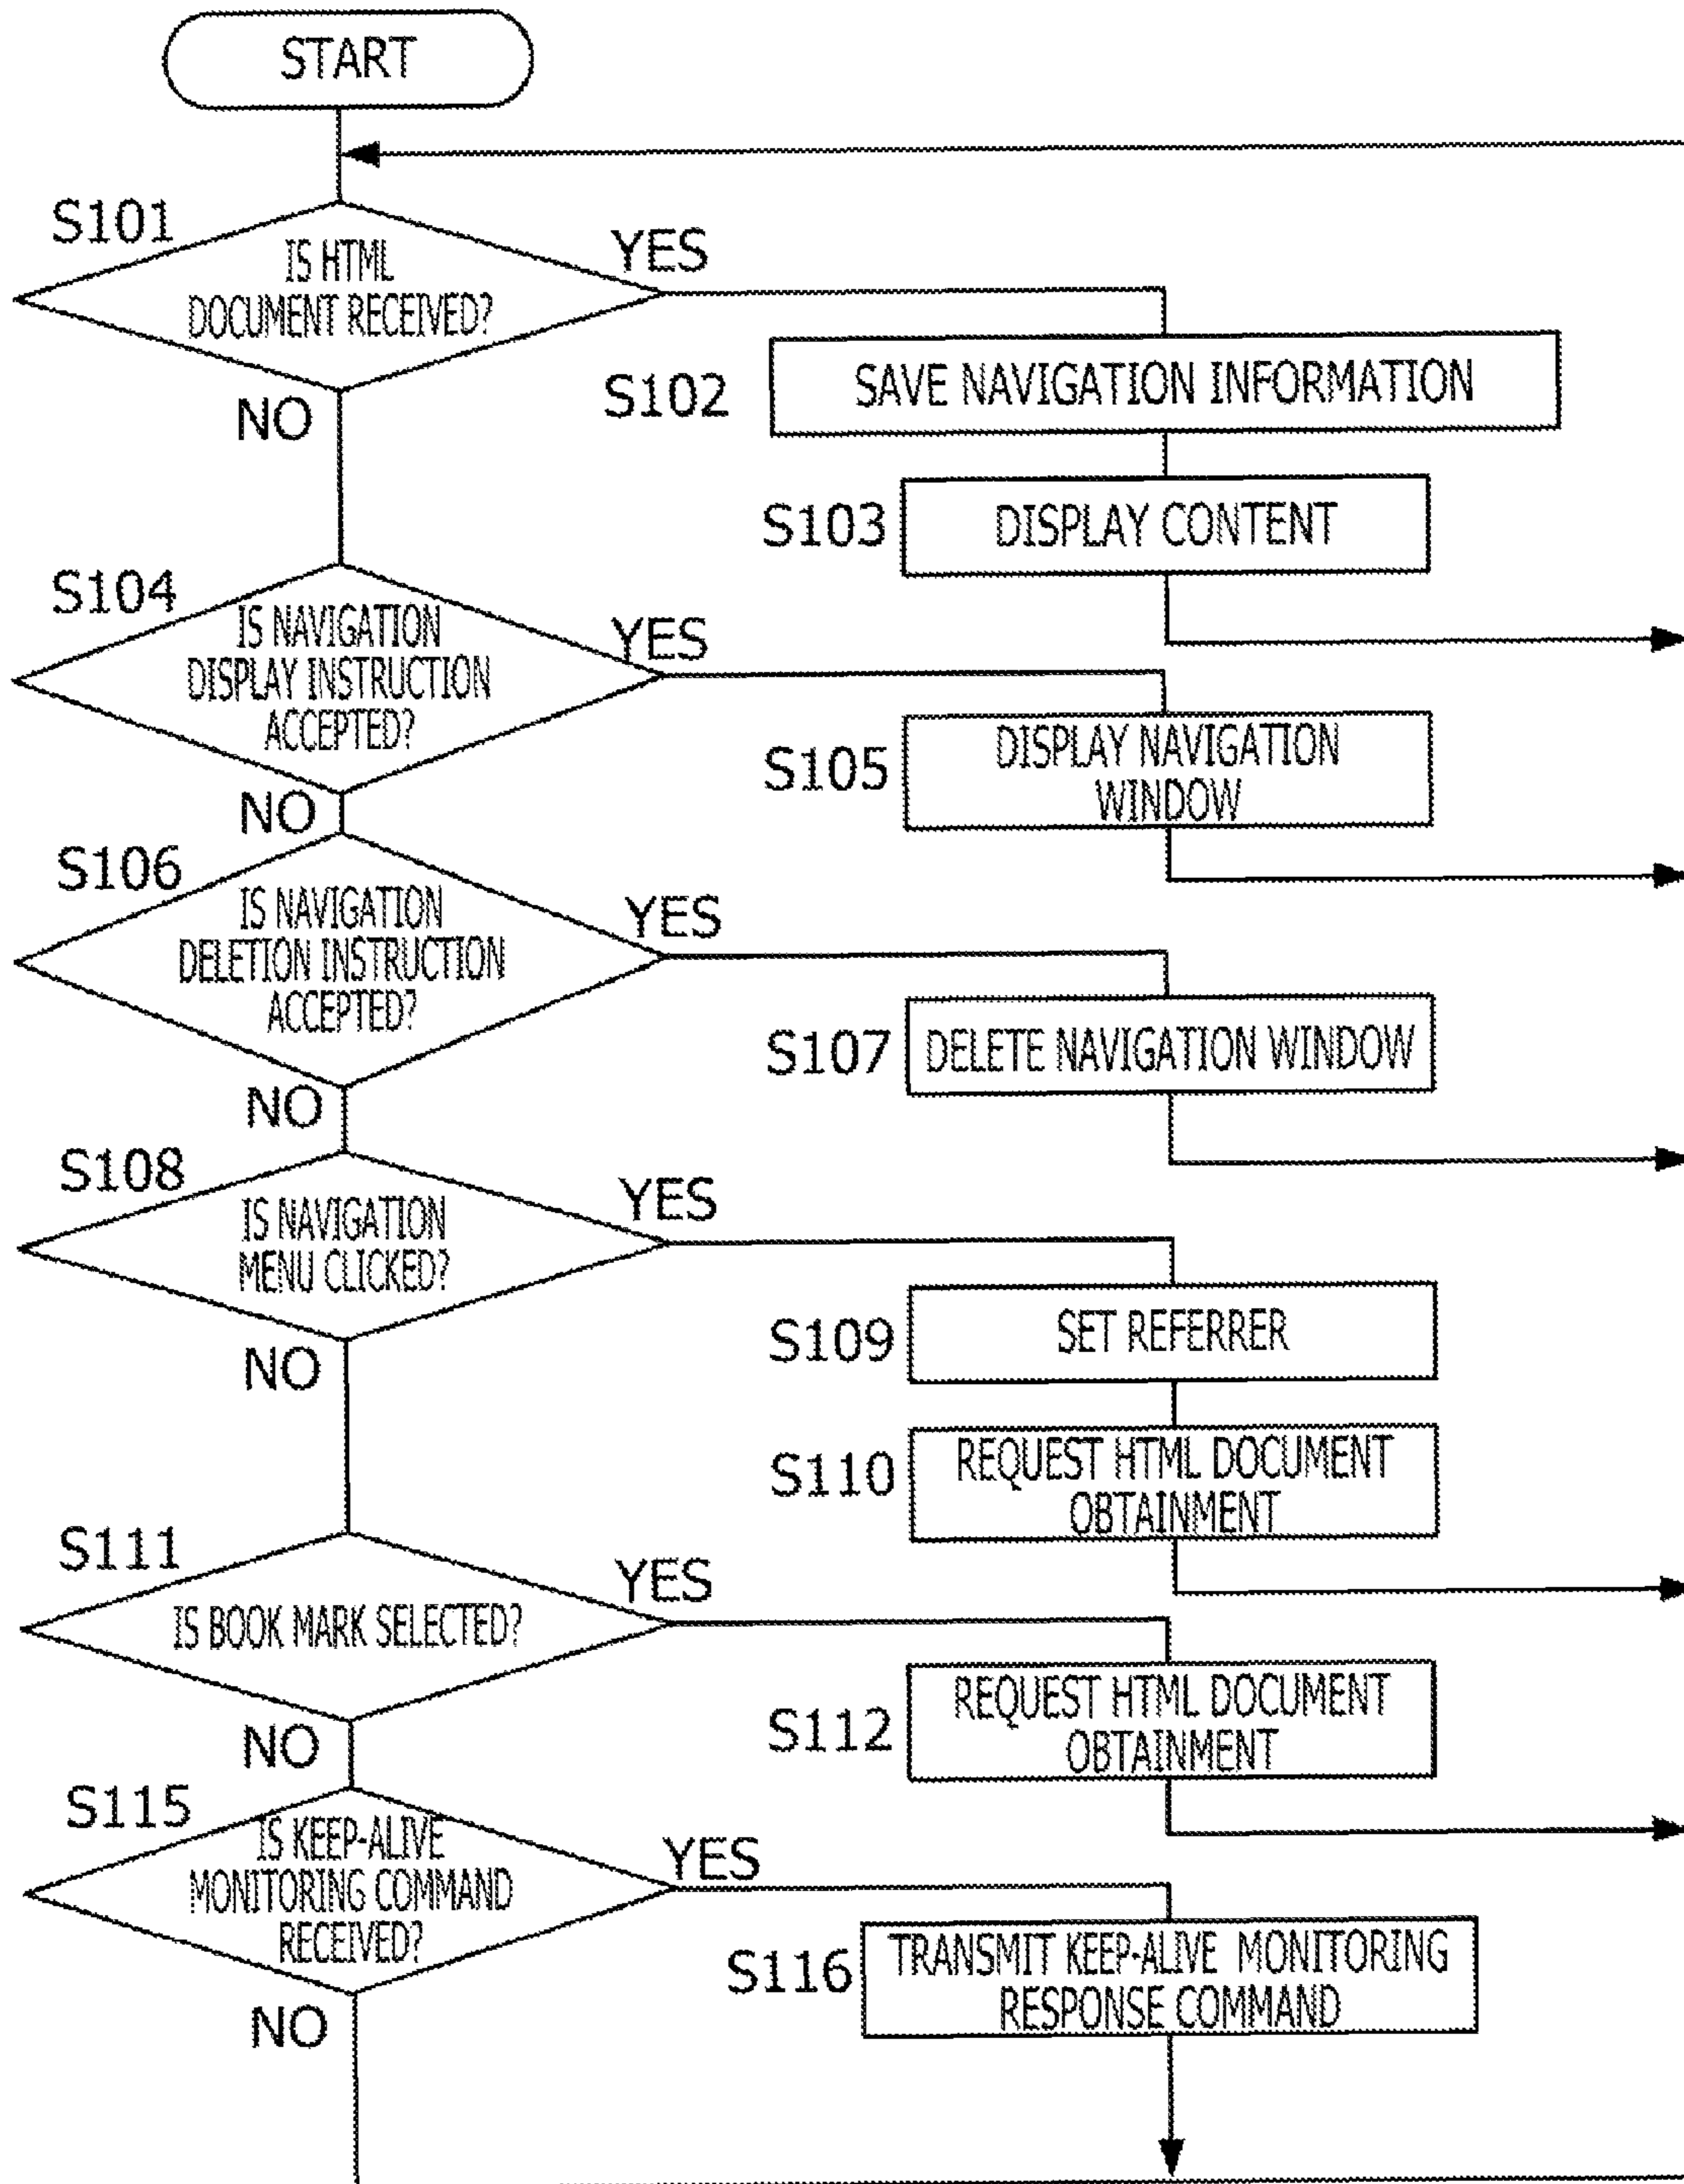 START
S101
IS HTML
DOCUMENT RECEIVED?
YES
NO
S102
SAVE NAVIGATION INFORMATION
S103
DISPLAY CONTENT
S104
IS NAVIGATION
DISPLAY INSTRUCTION
ACCEPTED?
YES
NO
S105
DISPLAY NAVIGATION
WINDOW
S106
IS NAVIGATION
DELETION INSTRUCTION
ACCEPTED?
YES
NO
S107
DELETE NAVIGATION WINDOW
S108
IS NAVIGATION
MENU CLICKED?
YES
NO
S109
SET REFERRER
S110
REQUEST HTML DOCUMENT
OBTAINMENT
S111
IS BOOK MARK SELECTED?
YES
NO
S112
REQUEST HTML DOCUMENT
OBTAINMENT
S115
IS KEEP-ALIVE
MONITORING COMMAND
RECEIVED?
YES
NO
S116
TRANSMIT KEEP-ALIVE MONITORING
RESPONSE COMMAND